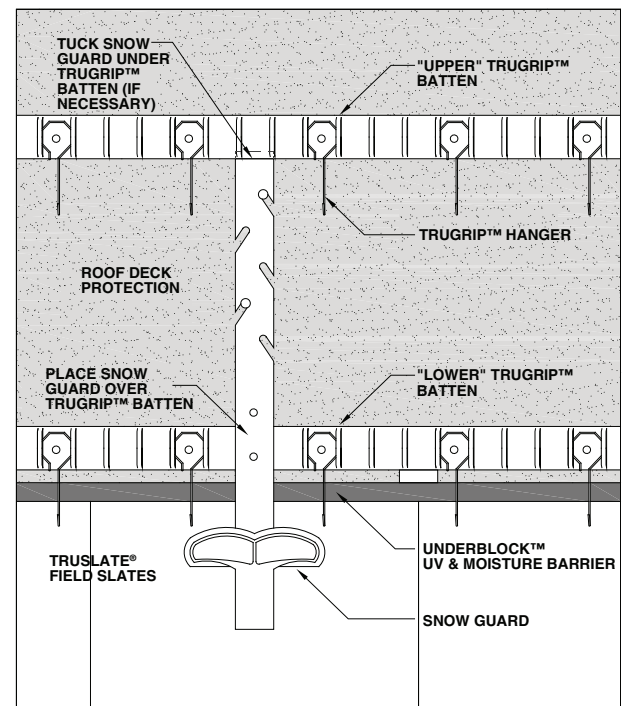 TUCK SNOW
GUARD UNDER
TRUGRIP™
BATTEN (IF
NECESSARY)
"UPPER" TRUGRIP™
BATTEN
TRUGRIP™ HANGER
ROOF DECK
PROTECTION
PLACE SNOW
GUARD OVER
TRUGRIP™ BATTEN
"LOWER" TRUGRIP™
BATTEN
TRUSLATE®
FIELD SLATES
UNDERBLOCK™
UV & MOISTURE BARRIER
SNOW GUARD